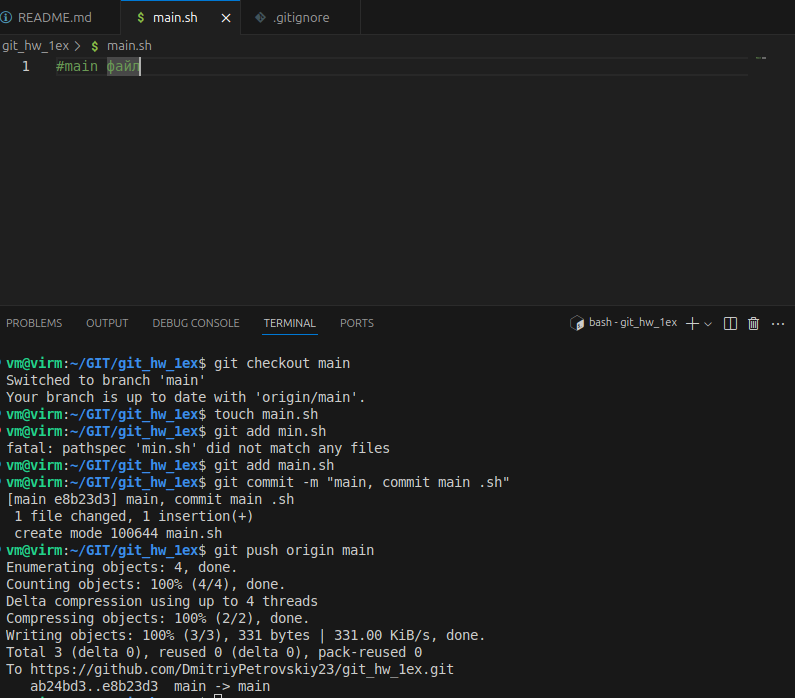 README.md
$ main.sh ×
.gitignore
git_hw_1ex > $ main.sh
1 #main файл
PROBLEMS OUTPUT DEBUG CONSOLE TERMINAL PORTS
bash - git_hw_1ex
vm@virm:~/GIT/git_hw_1ex$ git checkout main
Switched to branch 'main'
Your branch is up to date with 'origin/main'.
vm@virm:~/GIT/git_hw_1ex$ touch main.sh
vm@virm:~/GIT/git_hw_1ex$ git add min.sh
fatal: pathspec 'min.sh' did not match any files
vm@virm:~/GIT/git_hw_1ex$ git add main.sh
vm@virm:~/GIT/git_hw_1ex$ git commit -m "main, commit main .sh"
[main e8b23d3] main, commit main .sh
1 file changed, 1 insertion(+)
create mode 100644 main.sh
vm@virm:~/GIT/git_hw_1ex$ git push origin main
Enumerating objects: 4, done.
Counting objects: 100% (4/4), done.
Delta compression using up to 4 threads
Compressing objects: 100% (2/2), done.
Writing objects: 100% (3/3), 331 bytes | 331.00 KiB/s, done.
Total 3 (delta 0), reused 0 (delta 0), pack-reused 0
To https://github.com/DmitriyPetrovskiy23/git_hw_1ex.git
ab24bd3..e8b23d3 main -> main